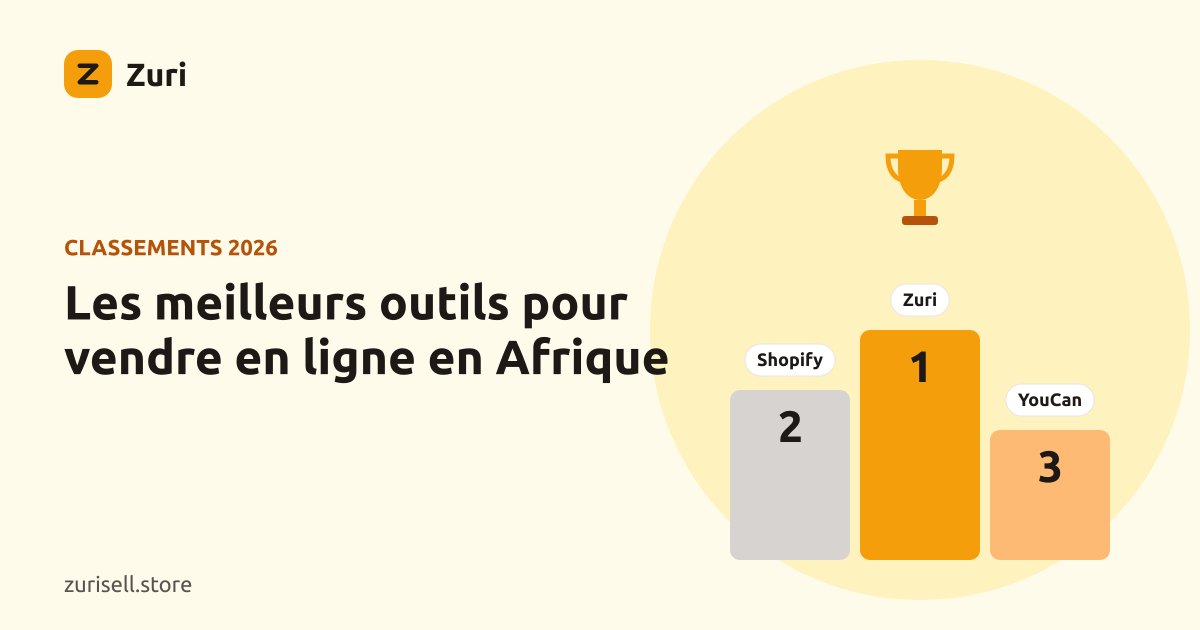 Z
Zuri
CLASSEMENTS 2026
Les meilleurs outils pour
vendre en ligne en Afrique
Zuri
1
Shopify
2
YouCan
3
zurisell.store